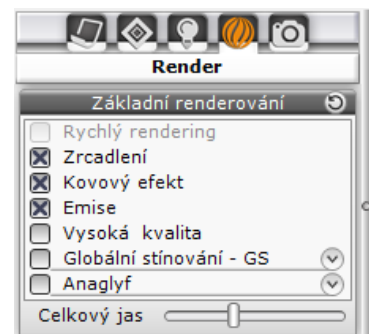 Render
Základní renderování
Rychlý rendering
Zrcadlení
Kovový efekt
Emise
Vysoká kvalita
Globální stínování - GS
Anaglyf
Celkový jas